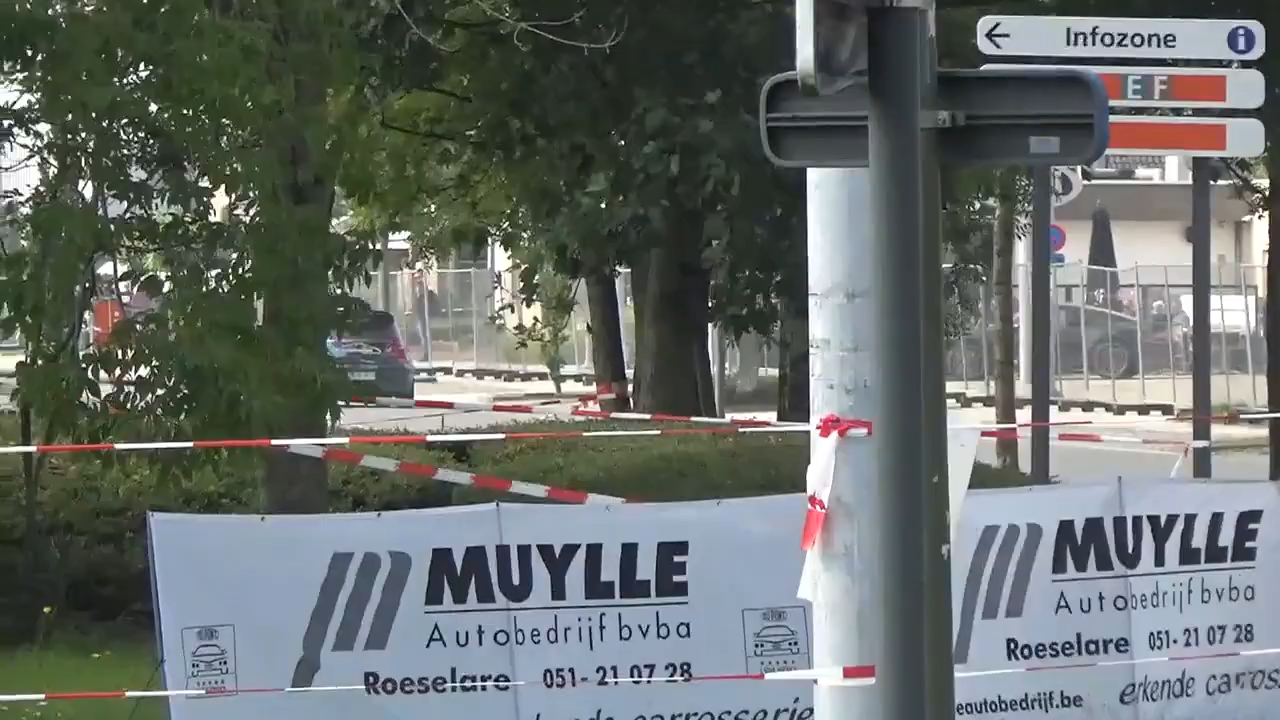 Infozone i
E F
MUYLLE
Autobedrijf bvba
Roeselare 051-21 07 28
carrosserie
MUYLLE
Autobedrijf bvba
Roeselare 051-21 07 28
eautobedrijf.be
erkende carros